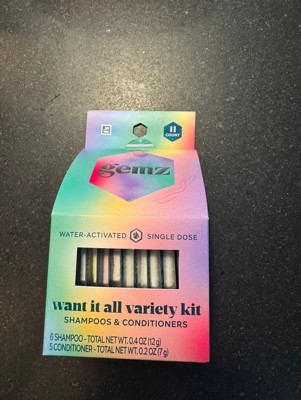 11
COUNT
gemz
WATER-ACTIVATED SINGLE DOSE
want it all variety kit
SHAMPOOS & CONDITIONERS
6 SHAMPOO - TOTAL NET WT. 0.4 OZ (12g)
5 CONDITIONER - TOTAL NET WT. 0.2 OZ (7g)